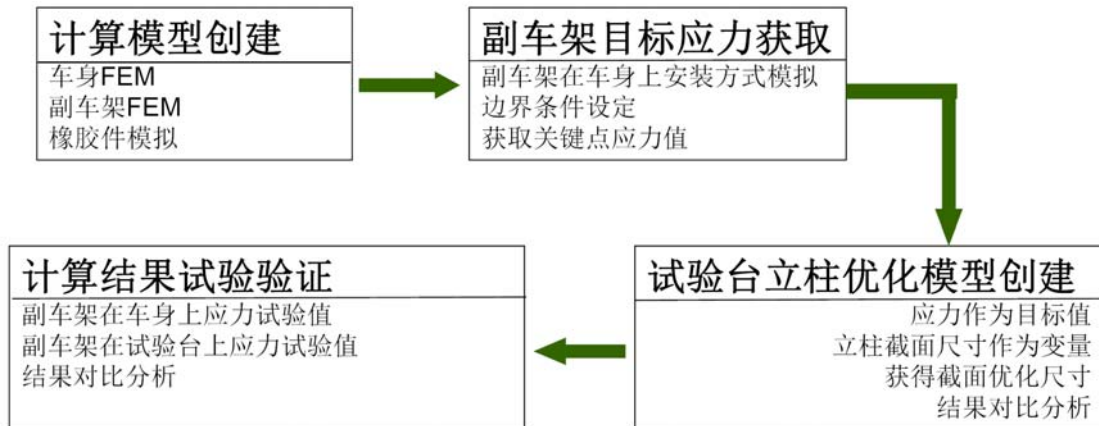 计算模型创建
车身FEM
副车架FEM
橡胶件模拟
副车架目标应力获取
副车架在车身上安装方式模拟
边界条件设定
获取关键点应力值
试验台立柱优化模型创建
应力作为目标值
立柱截面尺寸作为变量
获得截面优化尺寸
结果对比分析
计算结果试验验证
副车架在车身上应力试验值
副车架在试验台上应力试验值
结果对比分析